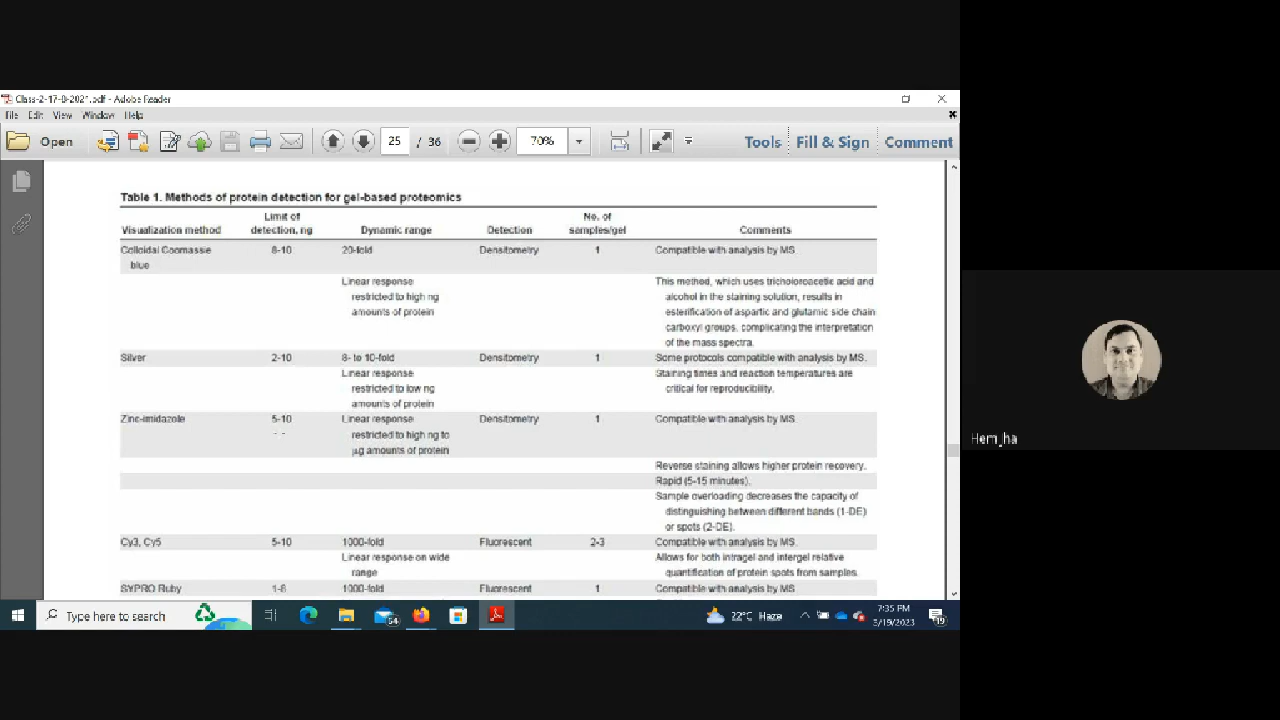 Class-2-17-8-2021.pdf - Adobe Reader
File Edit View Window Help
Open 25 / 36 70% Tools Fill & Sign Comment
Table 1. Methods of protein detection for gel-based proteomics
Visualization method Limit of detection, ng Dynamic range Detection No. of samples/gel Comments
Colloidal Coomassie blue 8-10 20-fold Densitometry 1 Compatible with analysis by MS.
Linear response This method, which uses tricholoroacetic acid and
restricted to high ng alcohol in the staining solution, results in
amounts of protein esterification of aspartic and glutamic side chain
carboxyl groups, complicating the interpretation
of the mass spectra.
Silver 2-10 8- to 10-fold Densitometry 1 Some protocols compatible with analysis by MS.
Linear response Staining times and reaction temperatures are
restricted to low ng critical for reproducibility.
amounts of protein
Zinc-imidazole 5-10 Linear response Densitometry 1 Compatible with analysis by MS
restricted to high ng to
µg amounts of protein
Reverse staining allows higher protein recovery.
Rapid (5-15 minutes).
Sample overloading decreases the capacity of
distinguishing between different bands (1-DE)
or spots (2-DE).
Cy3, Cy5 5-10 1000-fold Fluorescent 2-3 Compatible with analysis by MS.
Linear response on wide Allows for both intragel and intergel relative
range quantification of protein spots from samples.
SYPRO Ruby 1-8 1000-fold Fluorescent 1 Compatible with analysis by MS
Type here to search 64 22°C Haze 7:35 PM
3/19/2023 19
Hem jha